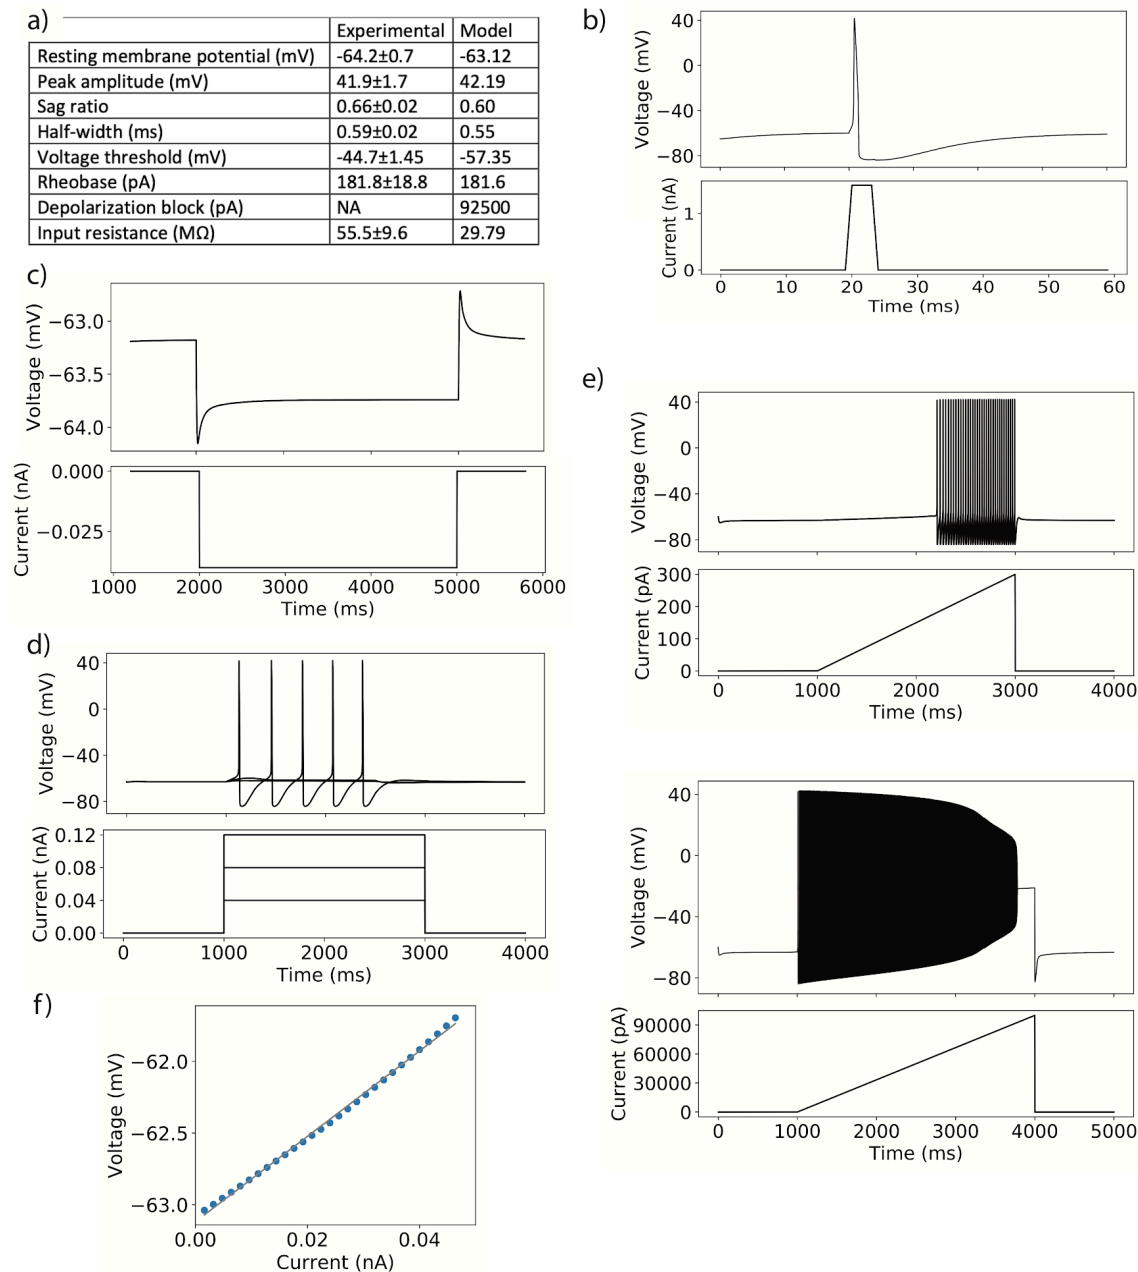 a)
Experimental Model
Resting membrane potential (mV) -64.2±0.7 -63.12
Peak amplitude (mV) 41.9±1.7 42.19
Sag ratio 0.66±0.02 0.60
Half-width (ms) 0.59±0.02 0.55
Voltage threshold (mV) -44.7±1.45 -57.35
Rheobase (pA) 181.8±18.8 181.6
Depolarization block (pA) NA 92500
Input resistance (MΩ) 55.5±9.6 29.79
b)
Voltage (mV)
40
0
−40
−80
Current (nA)
1
0
0 10 20 30 40 50 60
Time (ms)
c)
Voltage (mV)
−63.0
−63.5
−64.0
Current (nA)
0.000
−0.025
1000 2000 3000 4000 5000 6000
Time (ms)
d)
Voltage (mV)
40
0
−40
−80
Current (nA)
0.12
0.08
0.04
0.00
0 1000 2000 3000 4000
Time (ms)
e)
Voltage (mV)
40
0
−40
−80
Current (pA)
300
200
100
0
0 1000 2000 3000 4000
Time (ms)
Voltage (mV)
40
0
−40
−80
Current (pA)
90000
60000
30000
0
0 1000 2000 3000 4000 5000
Time (ms)
f)
Voltage (mV)
−62.0
−62.5
−63.0
0.00 0.02 0.04
Current (nA)